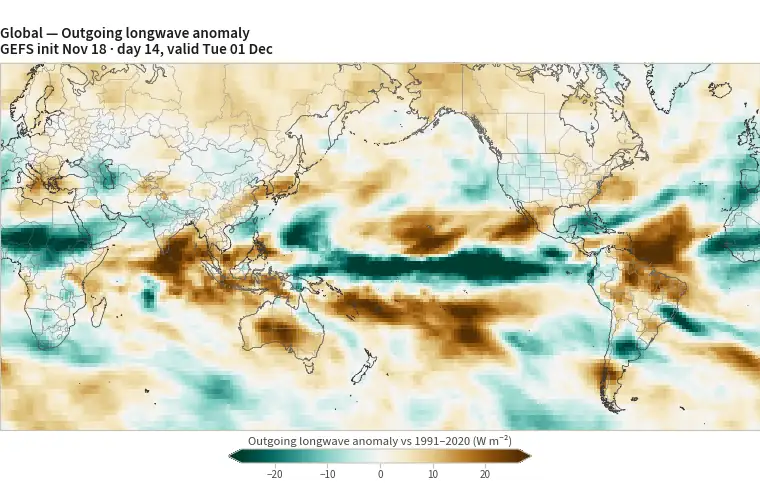 Global — Outgoing longwave anomaly
GEFS init Nov 18 · day 14, valid Tue 01 Dec
Outgoing longwave anomaly vs 1991–2020 (W m⁻²)
−20 −10 0 10 20